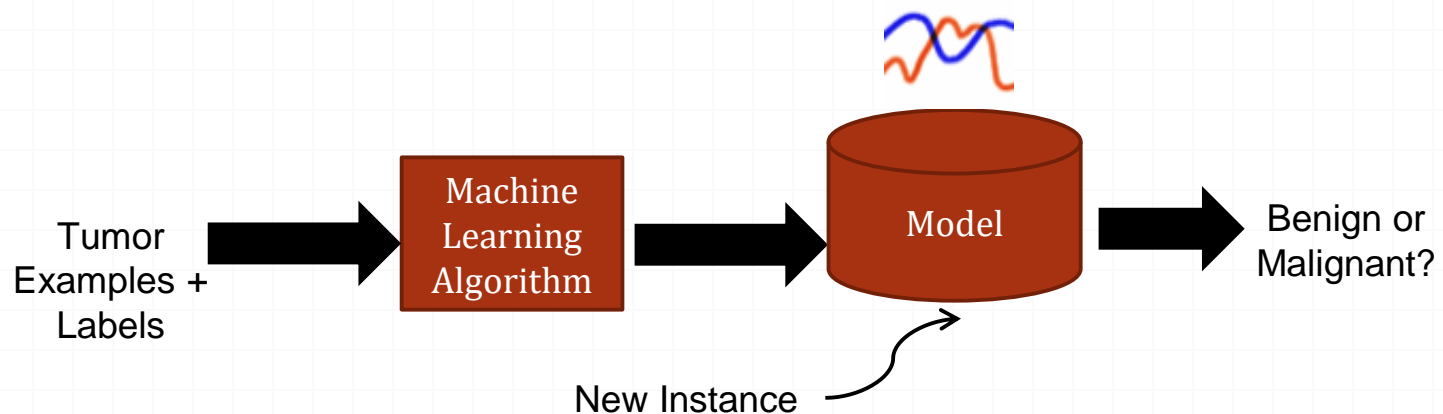 Tumor
Examples +
Labels
Machine
Learning
Algorithm
Model
Benign or
Malignant?
New Instance